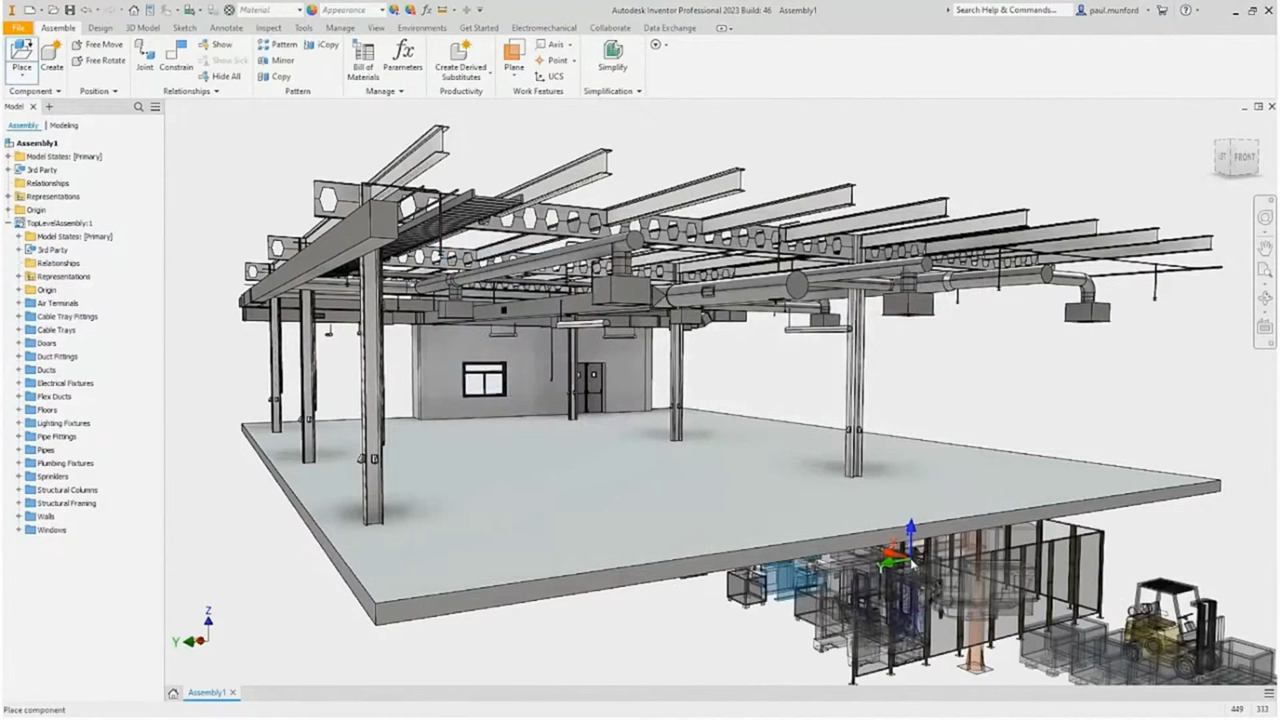 Material
Appearance
Autodesk Inventor Professional 2023 Build: 46 Assembly1
Search Help & Commands...
paul.munford
File Assemble Design 3D Model Sketch Annotate Inspect Tools Manage View Environments Get Started Electromechanical Collaborate Data Exchange
Place
Create
Free Move
Free Rotate
Joint
Constrain
Show
Show Sick
Hide All
Pattern
iCopy
Mirror
Copy
Bill of
Materials
fx
Parameters
Create Derived
Substitutes
Plane
Axis
Point
UCS
Simplify
Component Position Relationships Pattern Manage Productivity Work Features Simplification
Model
Assembly Modeling
Assembly1
Model States: [Primary]
3rd Party
Relationships
Representations
Origin
TopLevelAssembly:1
Model States: [Primary]
3rd Party
Relationships
Representations
Origin
Air Terminals
Cable Tray Fittings
Cable Trays
Doors
Duct Fittings
Ducts
Electrical Fixtures
Flex Ducts
Floors
Lighting Fixtures
Pipe Fittings
Pipes
Plumbing Fixtures
Sprinklers
Structural Columns
Structural Framing
Walls
Windows
FRONT
Z
Y
Assembly1
Place component
449 313